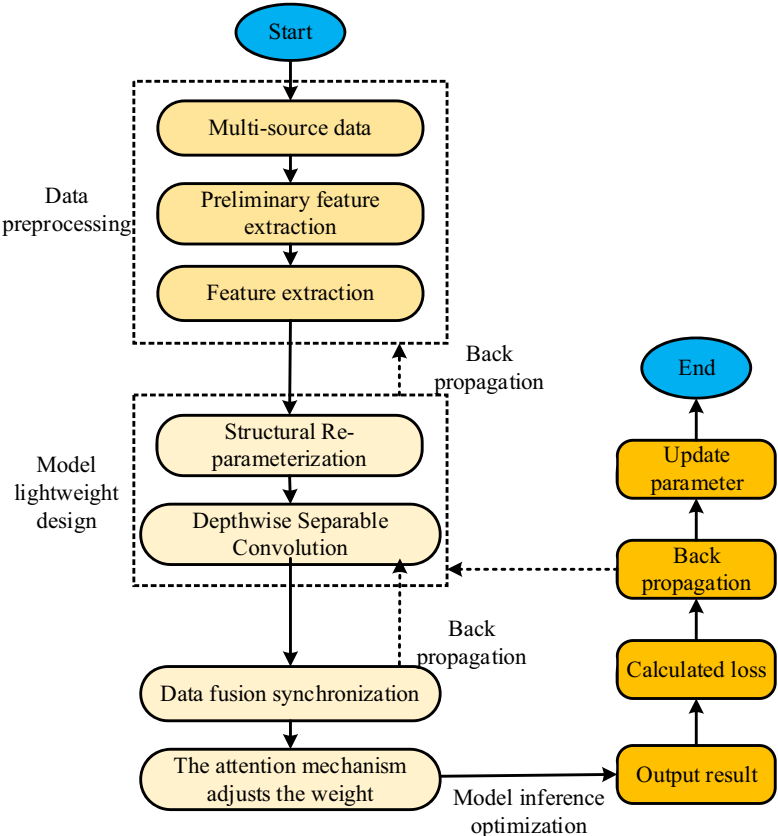 Start
Multi-source data
Data
preprocessing
Preliminary feature
extraction
Feature extraction
Back
propagation
End
Structural Re-
parameterization
Model
lightweight
design
Depthwise Separable
Convolution
Update
parameter
Back
propagation
Back
propagation
Calculated loss
Data fusion synchronization
The attention mechanism
adjusts the weight
Model inference
optimization
Output result